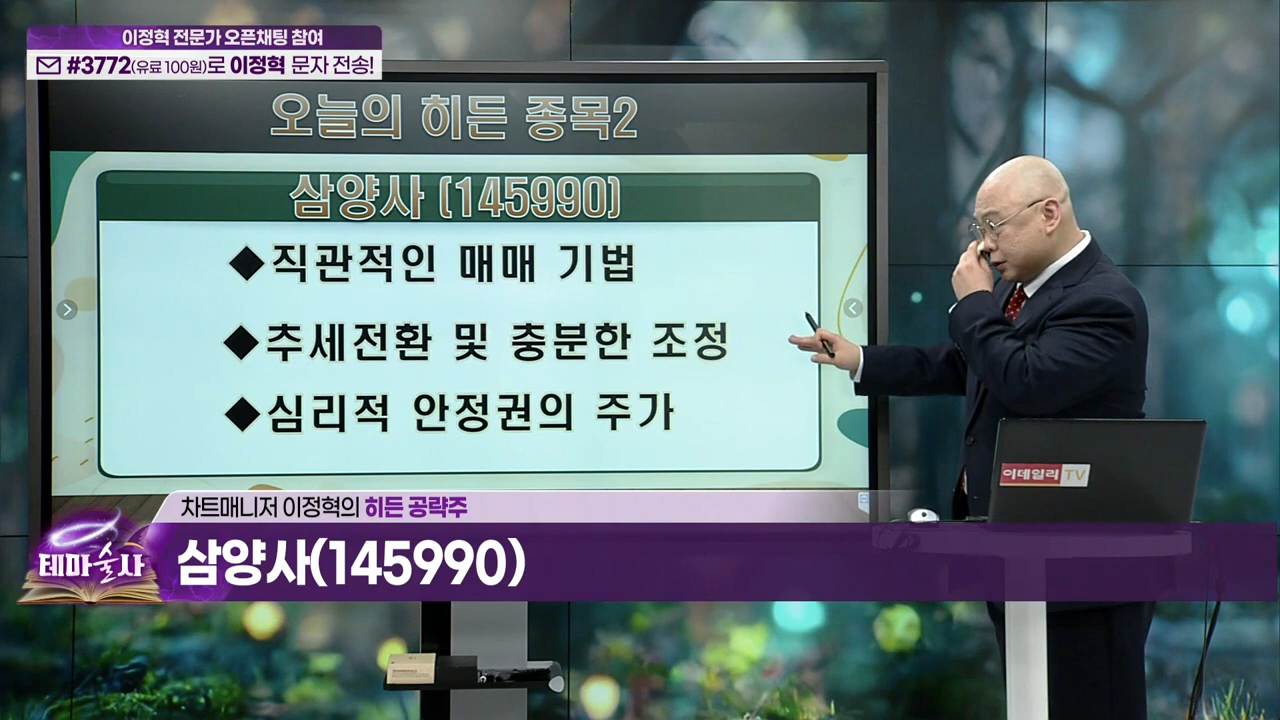 이정혁 전문가 오픈채팅 참여
#3772(유료 100원)로 이정혁 문자 전송!
오늘의 히든 종목2
삼양사 (145990)
◆직관적인 매매 기법
◆추세전환 및 충분한 조정
◆심리적 안정권의 주가
이데일리TV
차트매니저 이정혁의 히든 공략주
테마술사
삼양사(145990)